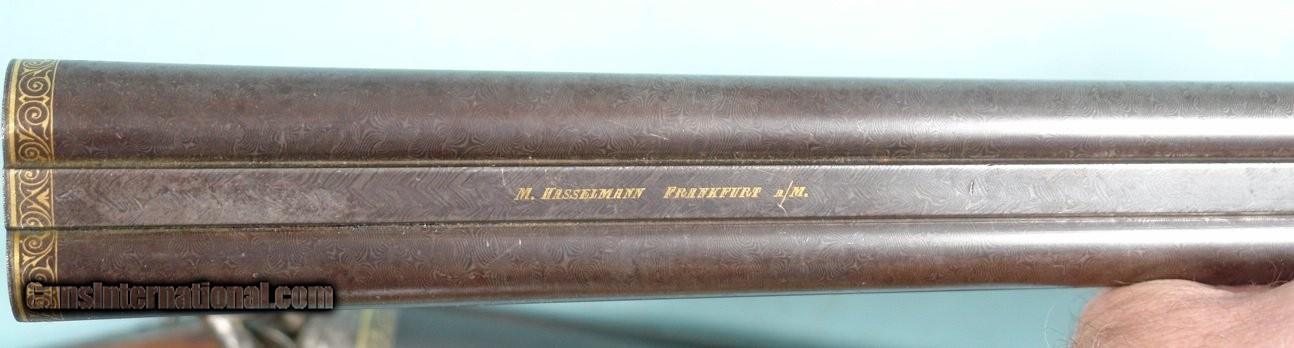 M. HASSELMANN FRANKFURT a/M.
GunsInternational.com